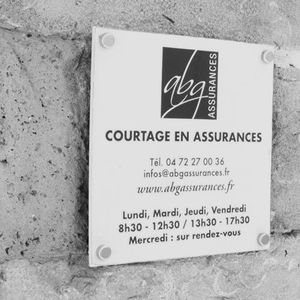 abg
ASSURANCES
COURTAGE EN ASSURANCES
Tél. 04 72 27 00 36
infos@abgassurances.fr
www.abgassurances.fr
Lundi, Mardi, Jeudi, Vendredi
8h30 - 12h30 / 13h30 - 17h30
Mercredi : sur rendez-vous